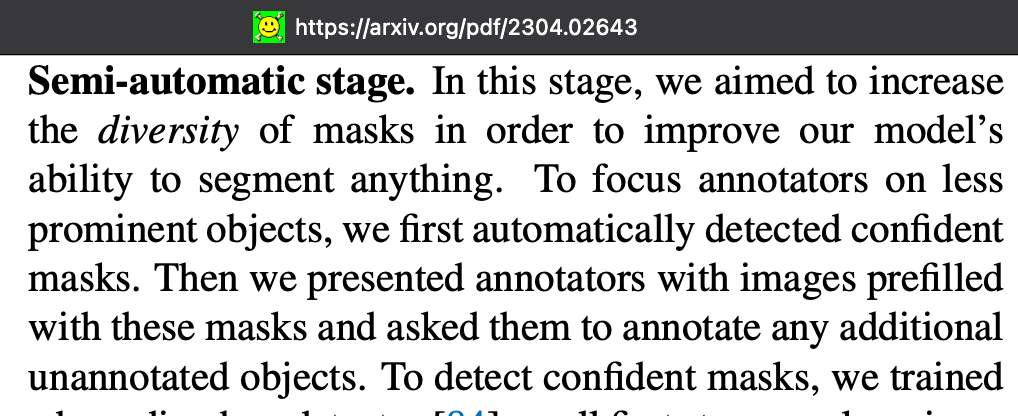 https://arxiv.org/pdf/2304.02643
Semi-automatic stage. In this stage, we aimed to increase
the diversity of masks in order to improve our model's
ability to segment anything. To focus annotators on less
prominent objects, we first automatically detected confident
masks. Then we presented annotators with images prefilled
with these masks and asked them to annotate any additional
unannotated objects. To detect confident masks, we trained